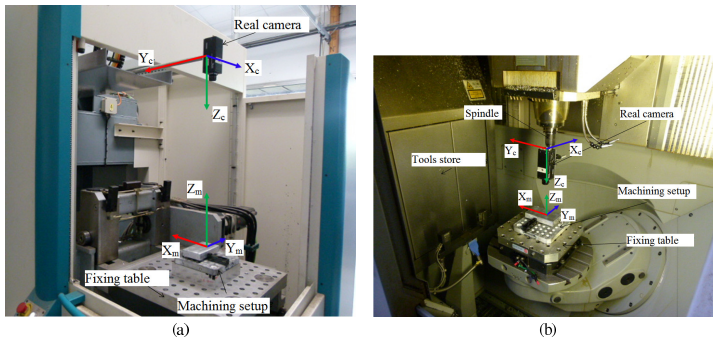 Real camera
Yc
Xc
Zc
Zm
Xm
Ym
Fixing table
Machining setup
(a)
Spindle
Real camera
Yc
Xc
Tools store
Zc
Machining setup
Xm
Zm
Ym
Fixing table
(b)